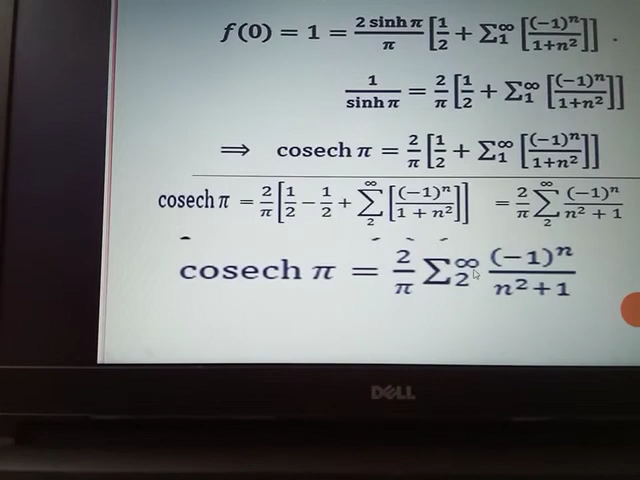 f(0) = 1 = 2 sinh π / π [1/2 + Σ₁^∞ [(-1)ⁿ / 1+n²]] .
1 / sinh π = 2/π [1/2 + Σ₁^∞ [(-1)ⁿ / 1+n²]]
⟹ cosech π = 2/π [1/2 + Σ₁^∞ [(-1)ⁿ / 1+n²]]
cosech π = 2/π [1/2 − 1/2 + Σ₂^∞ [(-1)ⁿ / 1 + n²]] = 2/π Σ₂^∞ (-1)ⁿ / n² + 1
cosech π = 2/π Σ₂^∞ (-1)ⁿ / n²+1
DELL